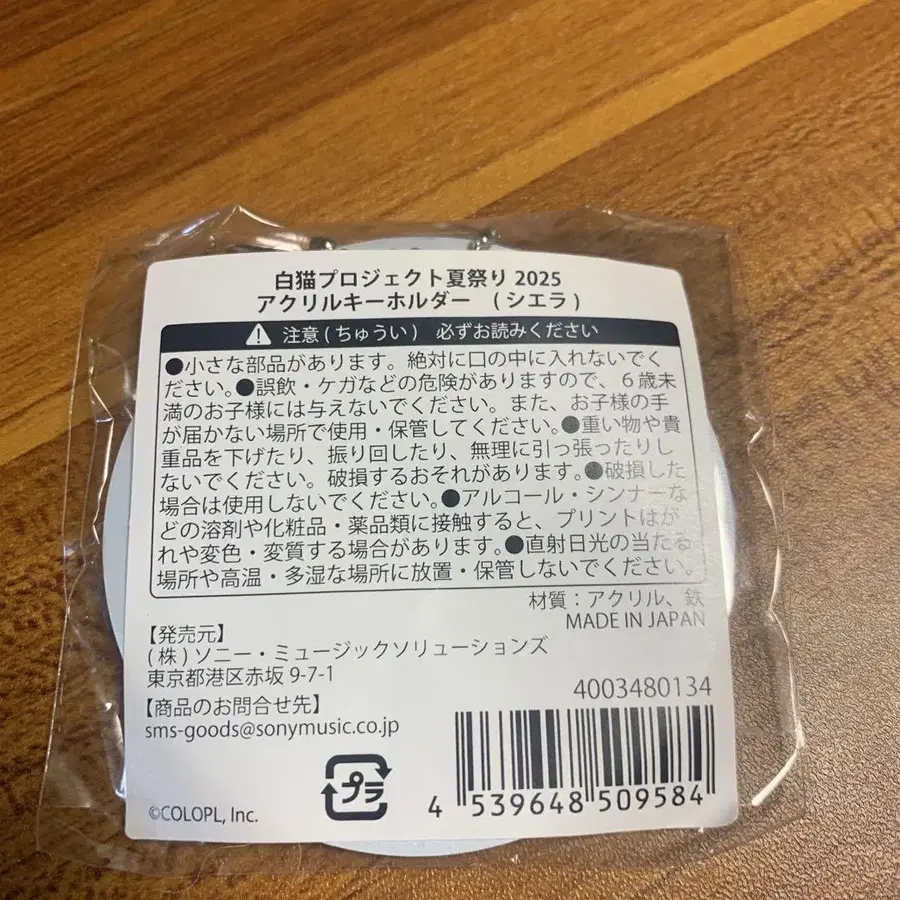 白猫プロジェクト夏祭り 2025
アクリルキーホルダー (シエラ)
注意(ちゅうい) 必ずお読みください
●小さな部品があります。絶対に口の中に入れないでく
ださい。●誤飲・ケガなどの危険がありますので、6歳未
満のお子様には与えないでください。また、お子様の手
が届かない場所で使用・保管してください。●重い物や貴
重品を下げたり、振り回したり、無理に引っ張ったりし
ないでください。破損するおそれがあります。●破損した
場合は使用しないでください。●アルコール・シンナーな
どの溶剤や化粧品・薬品類に接触すると、プリントはが
れや変色・変質する場合があります。●直射日光の当たる
場所や高温・多湿な場所に放置・保管しないでください。
材質：アクリル、鉄
MADE IN JAPAN
【発売元】
(株)ソニー・ミュージックソリューションズ
東京都港区赤坂 9-7-1
【商品のお問合せ先】
sms-goods@sonymusic.co.jp
4003480134
プラ
4 539648 509584
©COLOPL, Inc.